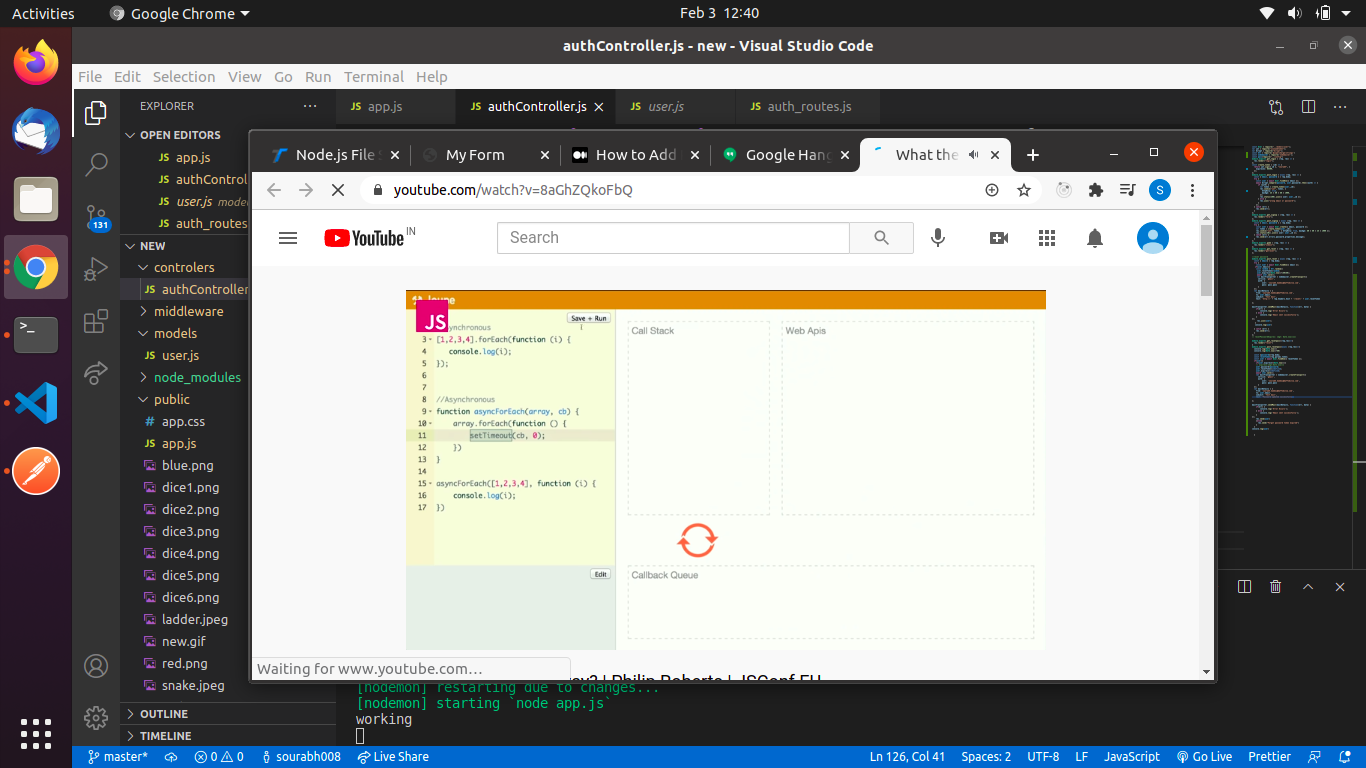 Activities
Google Chrome
Feb 3 12:40
authController.js - new - Visual Studio Code
File Edit Selection View Go Run Terminal Help
EXPLORER
app.js
authController.js
user.js
auth_routes.js
OPEN EDITORS
JS app.js
JS authControl
JS user.js mode
JS auth_routes
131
NEW
controlers
JS authController
middleware
models
JS user.js
node_modules
public
# app.css
JS app.js
blue.png
dice1.png
dice2.png
dice3.png
dice4.png
dice5.png
dice6.png
ladder.jpeg
new.gif
red.png
snake.jpeg
OUTLINE
TIMELINE
Node.js File
My Form
How to Add
Google Hang
What the
youtube.com/watch?v=8aGhZQkoFbQ
S
YouTube IN
Search
JS
Save + Run
3 [1,2,3,4].forEach(function (i) {
4 console.log(i);
5 });
6
7
8 //Asynchronous
9 function asyncForEach(array, cb) {
10 array.forEach(function () {
11 setTimeout(cb, 0);
12 })
13 }
14
15 asyncForEach([1,2,3,4], function (i) {
16 console.log(i);
17 })
Edit
Call Stack
Web Apis
Callback Queue
Philip Roberts | JSConf EU
Waiting for www.youtube.com...
[nodemon] restarting due to changes...
[nodemon] starting `node app.js`
working
master*
0 0
sourabh008
Live Share
Ln 126, Col 41
Spaces: 2
UTF-8
LF
JavaScript
Go Live
Prettier